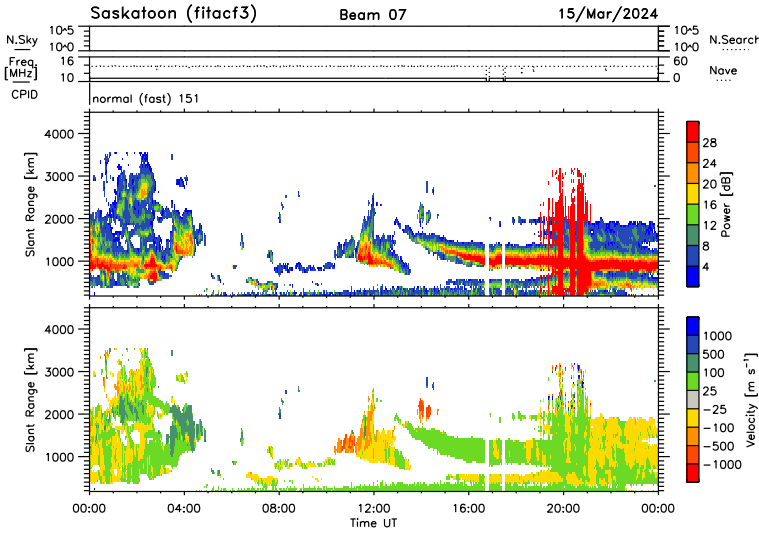 Saskatoon (fitacf3) Beam 07 15/Mar/2024
10^5 10^5
N.Sky N.Search
10^0 10^0
Freq. 16 60
[MHz] Nave
10 0
CPID normal (fast) 151
4000
3000
2000
1000
Slant Range [km]
28
24
20
16
12
8
4
Power [dB]
4000
3000
2000
1000
Slant Range [km]
1000
500
100
25
-25
-100
-500
-1000
Velocity [m s⁻¹]
00:00 04:00 08:00 12:00 16:00 20:00 00:00
Time UT